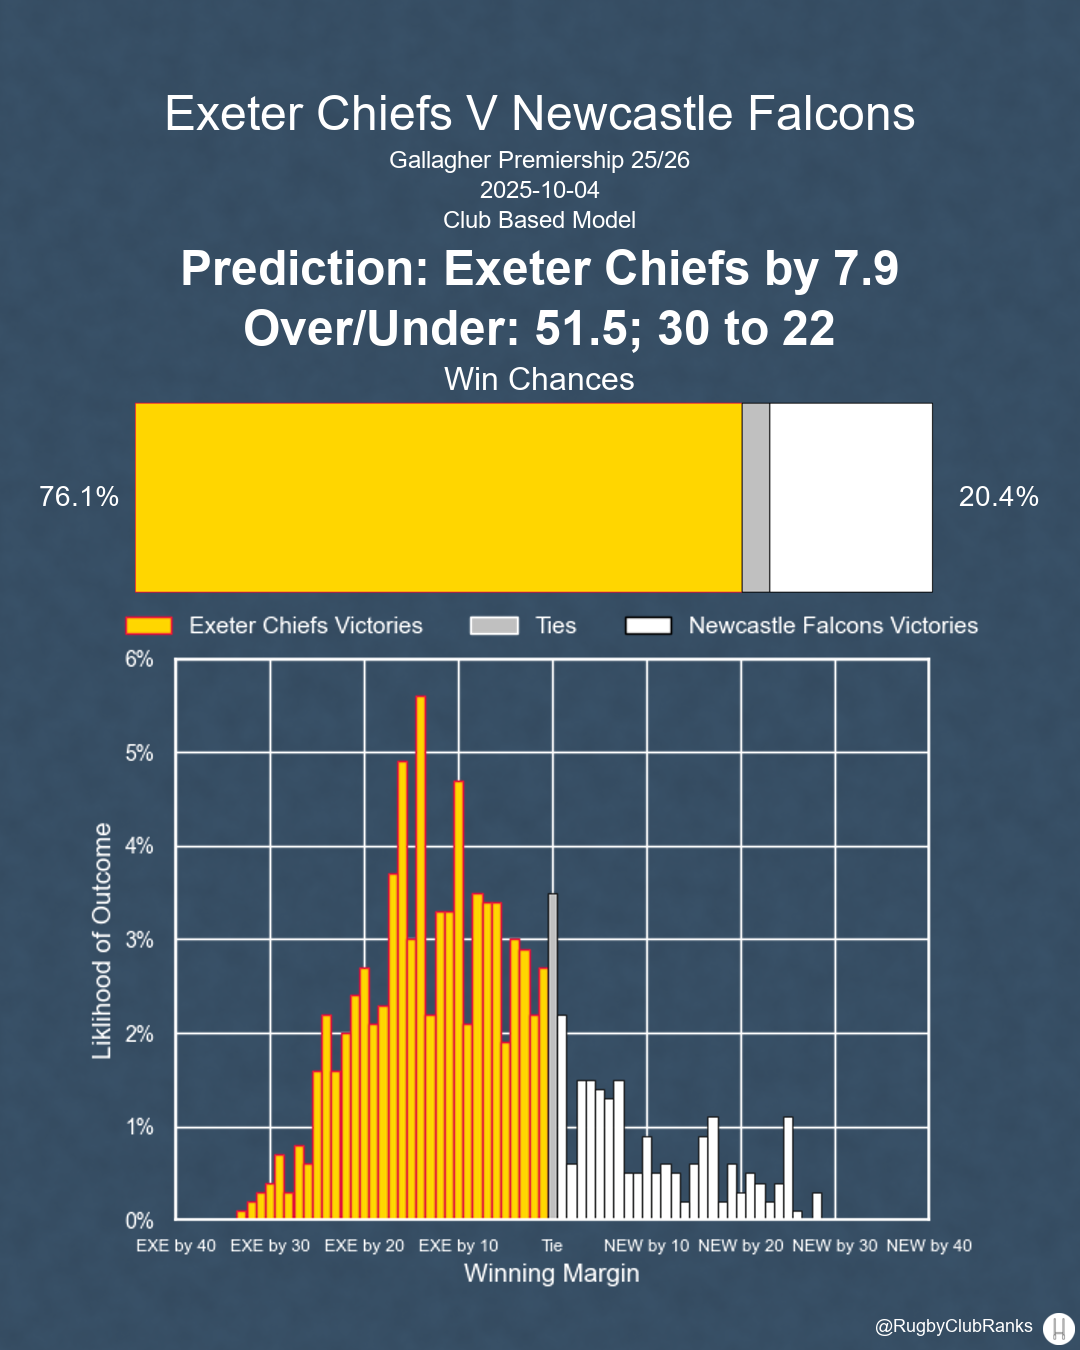 Exeter Chiefs V Newcastle Falcons
Gallagher Premiership 25/26
2025-10-04
Club Based Model
Prediction: Exeter Chiefs by 7.9
Over/Under: 51.5; 30 to 22
Win Chances
76.1%
20.4%
Exeter Chiefs Victories Ties Newcastle Falcons Victories
6%
5%
4%
3%
2%
1%
0%
Liklihood of Outcome
EXE by 40 EXE by 30 EXE by 20 EXE by 10 Tie NEW by 10 NEW by 20 NEW by 30 NEW by 40
Winning Margin
@RugbyClubRanks